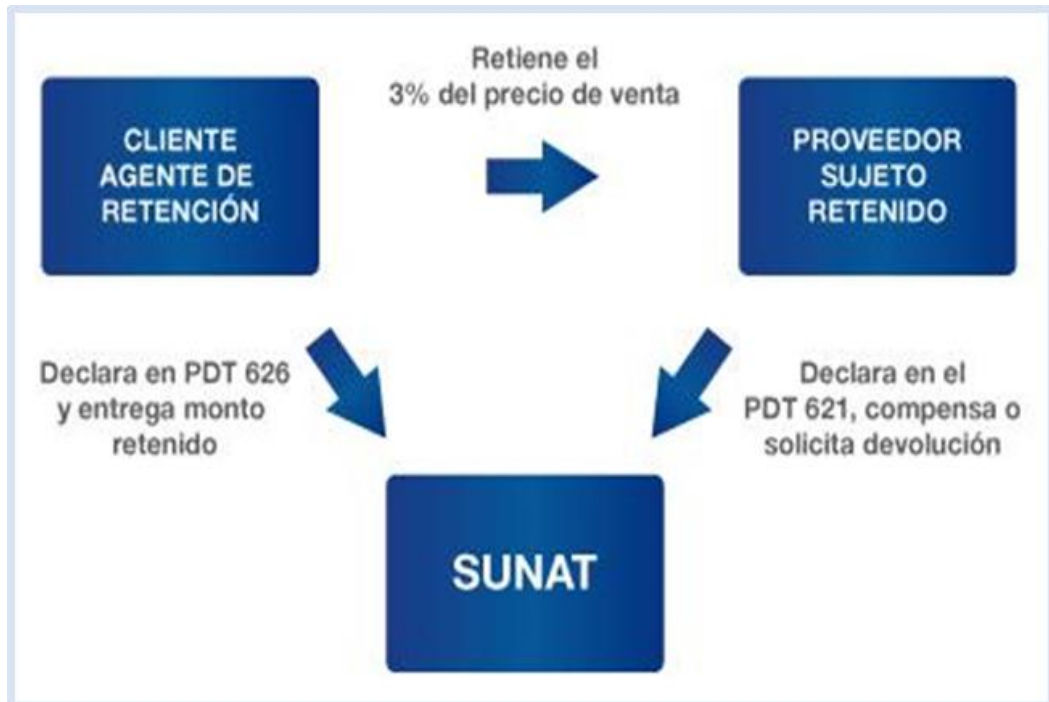 Retiene el
3% del precio de venta
CLIENTE
AGENTE DE
RETENCIÓN
PROVEEDOR
SUJETO
RETENIDO
Declara en PDT 626
y entrega monto
retenido
Declara en el
PDT 621, compensa o
solicita devolución
SUNAT